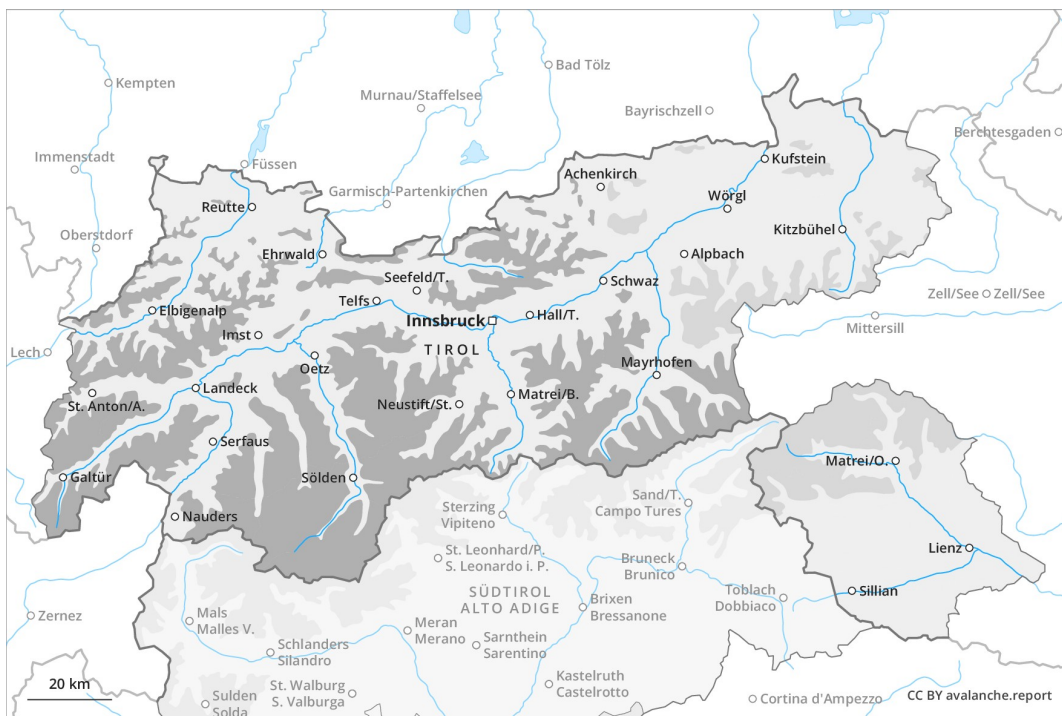 Kempten
Bad Tölz
Murnau/Staffelsee
Bayrischzell
Berchtesgaden
Immenstadt
Füssen
Kufstein
Garmisch-Partenkirchen
Achenkirch
Reutte
Wörgl
Oberstdorf
Kitzbühel
Ehrwald
Alpbach
Seefeld/T.
Schwaz
Telfs
Zell/See
Zell/See
Elbigenalp
Innsbruck
Hall/T.
Mittersill
Imst
TIROL
Lech
Oetz
Mayrhofen
Landeck
Matrei/B.
St. Anton/A.
Neustift/St.
Serfaus
Matrei/O.
Galtür
Sölden
Sand/T.
Campo Tures
Nauders
Sterzing
Vipiteno
Lienz
St. Leonhard/P.
S. Leonardo i. P.
Bruneck
Brunico
SÜDTIROL
ALTO ADIGE
Sillian
Toblach
Dobbiaco
Brixen
Bressanone
Zernez
Mals
Malles V.
Meran
Merano
Sarnthein
Sarentino
Schlanders
Silandro
20 km
St. Walburg
S. Valburga
Kastelruth
Castelrotto
Sulden
Solda
Cortina d'Ampezzo
CC BY avalanche.report